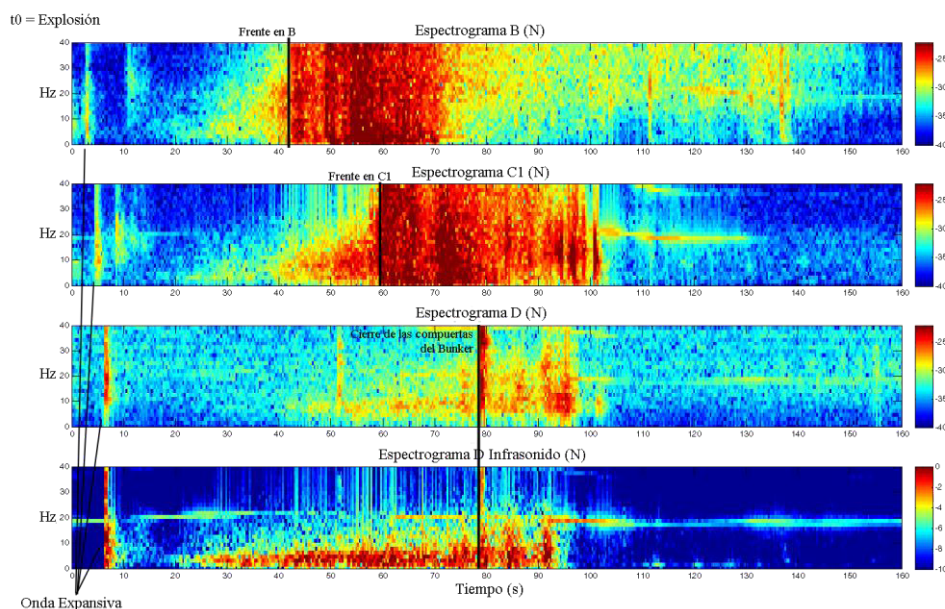 t0 = Explosión
Frente en B
Espectrograma B (N)
40
30
Hz 20
10
0
0 10 20 30 40 50 60 70 80 90 100 110 120 130 140 150 160
-25
-30
-35
-40
Frente en C1
Espectrograma C1 (N)
40
30
Hz 20
10
0
0 10 20 30 40 50 60 70 80 90 100 110 120 130 140 150 160
-25
-30
-35
-40
Espectrograma D (N)
Cierre de las compuertas
del Bunker
40
30
Hz 20
10
0
0 10 20 30 40 50 60 70 80 90 100 110 120 130 140 150 160
-25
-30
-35
-40
Espectrograma D Infrasonido (N)
40
30
Hz 20
10
0
0 10 20 30 40 50 60 70 80 90 100 110 120 130 140 150 160
0
-2
-4
-6
-8
-10
Tiempo (s)
Onda Expansiva